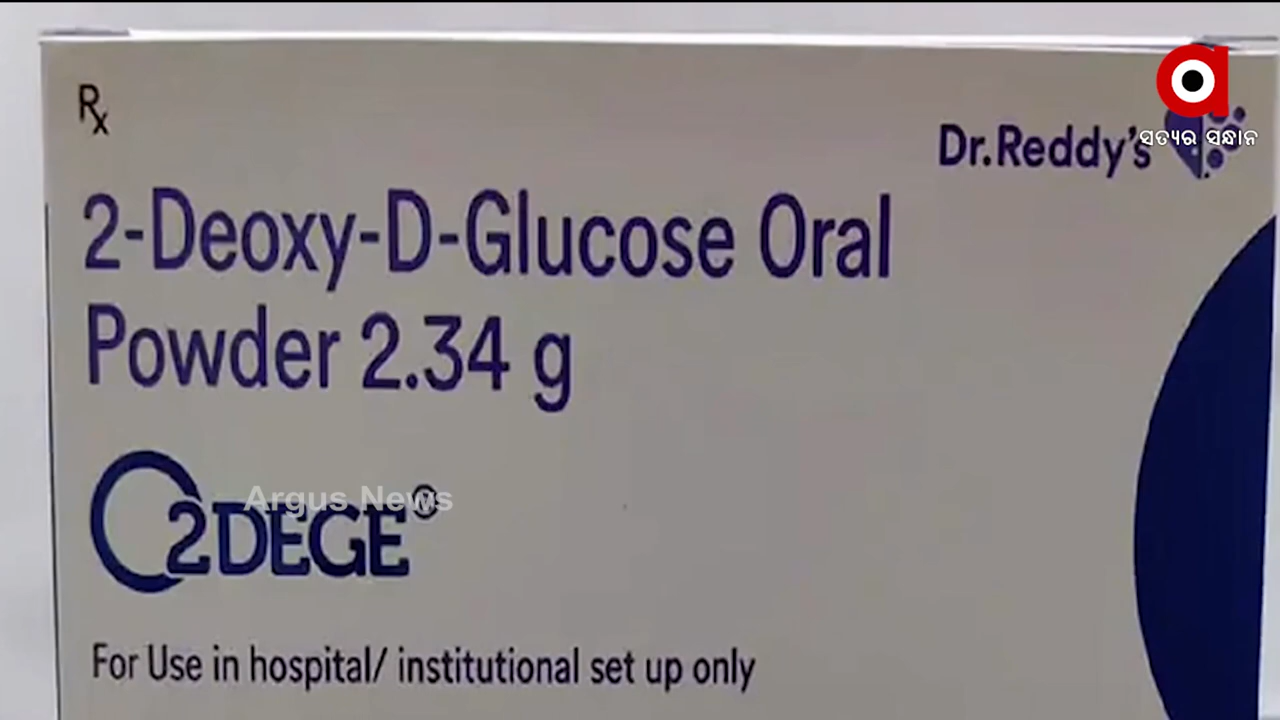 Rx
Dr.Reddy's
ସତ୍ୟର ସନ୍ଧାନ
2-Deoxy-D-Glucose Oral
Powder 2.34 g
Argus News
2DEGE®
For Use in hospital/ institutional set up only